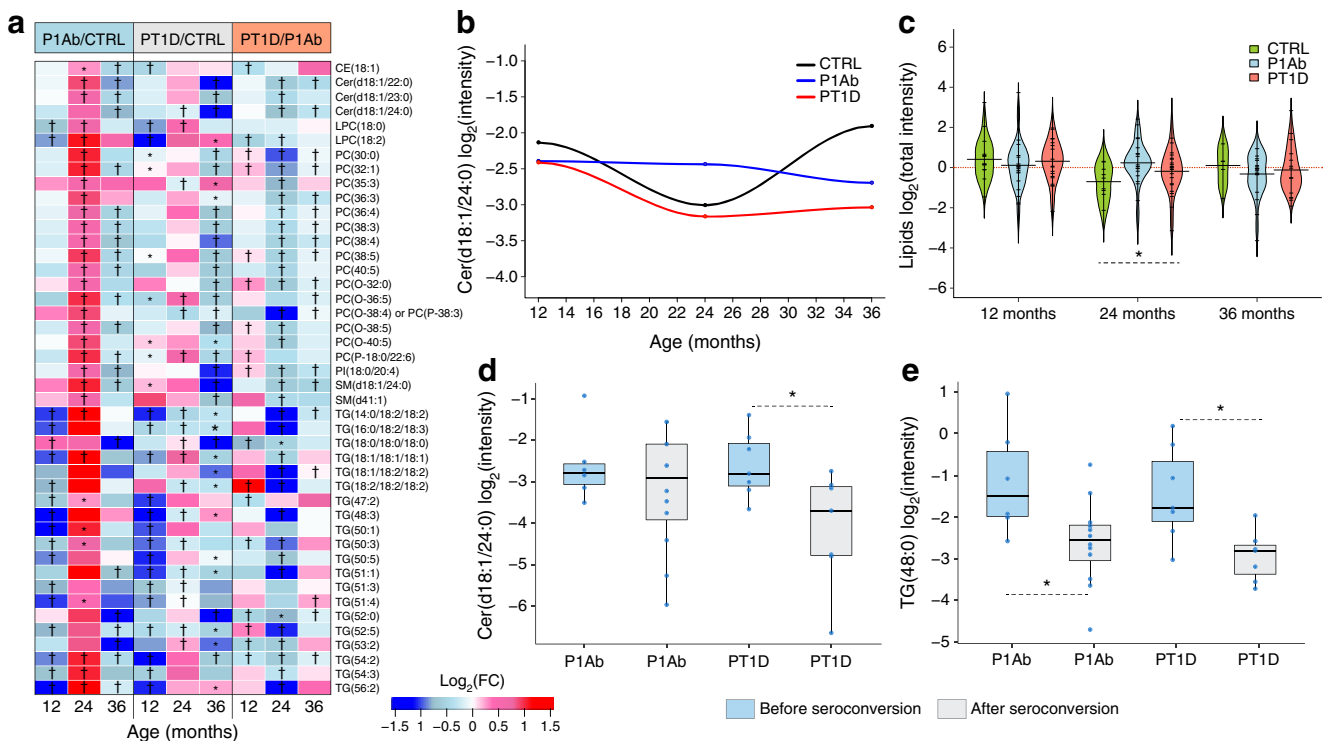 a
P1Ab/CTRL PT1D/CTRL PT1D/P1Ab
CE(18:1)
Cer(d18:1/22:0)
Cer(d18:1/23:0)
Cer(d18:1/24:0)
LPC(18:0)
LPC(18:2)
PC(30:0)
PC(32:1)
PC(35:3)
PC(36:3)
PC(36:4)
PC(38:3)
PC(38:4)
PC(38:5)
PC(40:5)
PC(O-32:0)
PC(O-36:5)
PC(O-38:4) or PC(P-38:3)
PC(O-38:5)
PC(O-40:5)
PC(P-18:0/22:6)
PI(18:0/20:4)
SM(d18:1/24:0)
SM(d41:1)
TG(14:0/18:2/18:2)
TG(16:0/18:2/18:3)
TG(18:0/18:0/18:0)
TG(18:1/18:1/18:1)
TG(18:1/18:2/18:2)
TG(18:2/18:2/18:2)
TG(47:2)
TG(48:3)
TG(50:1)
TG(50:3)
TG(50:5)
TG(51:1)
TG(51:3)
TG(51:4)
TG(52:0)
TG(52:5)
TG(53:2)
TG(54:2)
TG(54:3)
TG(56:2)
12 24 36 12 24 36 12 24 36
Age (months)
Log2(FC)
−1.5 1 −0.5 0.5 1 1.5
b
Cer(d18:1/24:0) log2(intensity)
−1.0
−1.5
−2.0
−2.5
−3.0
−3.5
−4.0
CTRL
P1Ab
PT1D
12 14 16 18 20 22 24 26 28 30 32 34 36
Age (months)
c
Lipids log2(total intensity)
6
4
2
0
−2
−4
−6
CTRL
P1Ab
PT1D
*
12 months 24 months 36 months
d
Cer(d18:1/24:0) log2(intensity)
−1
−2
−3
−4
−5
−6
*
P1Ab P1Ab PT1D PT1D
e
TG(48:0) log2(intensity)
1
0
−1
−2
−3
−4
−5
*
*
P1Ab P1Ab PT1D PT1D
Before seroconversion After seroconversion